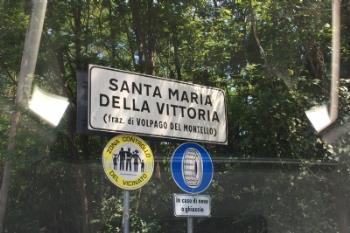 SANTA MARIA
DELLA VITTORIA
(fraz. di VOLPAGO DEL MONTELLO)
ZONA CONTROLLO
DEL VICINATO
in caso di neve
o ghiaccio